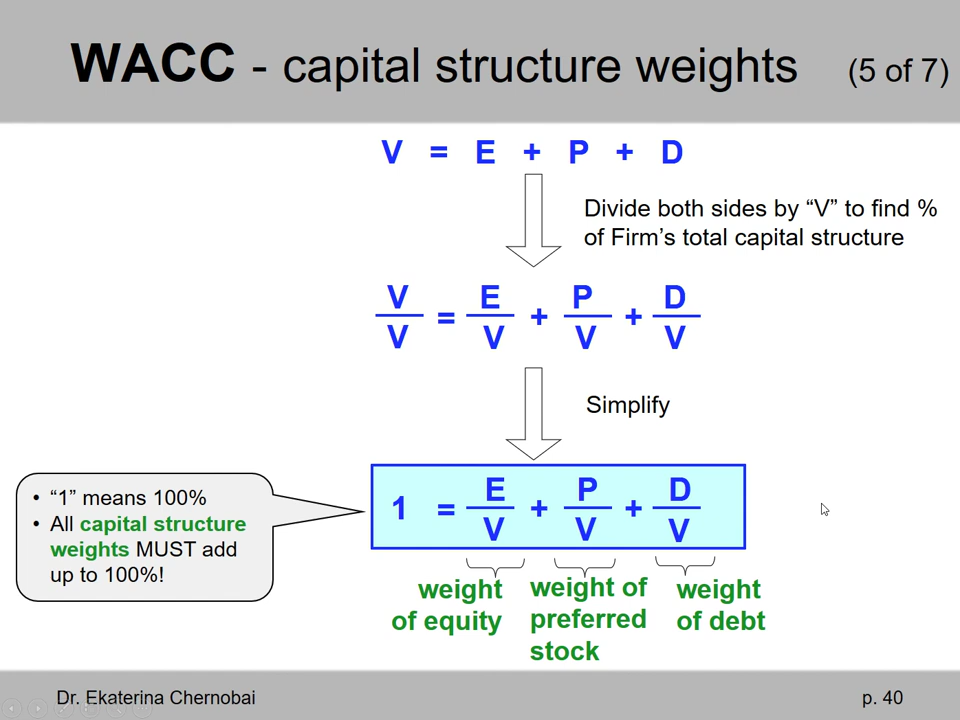 WACC - capital structure weights (5 of 7)
V = E + P + D
Divide both sides by “V” to find %
of Firm’s total capital structure
V E P D
= + +
V V V V
Simplify
• “1” means 100%
• All capital structure
weights MUST add
up to 100%!
E P D
1 = + +
V V V
weight
of equity
weight of
preferred
stock
weight
of debt
Dr. Ekaterina Chernobai p. 40